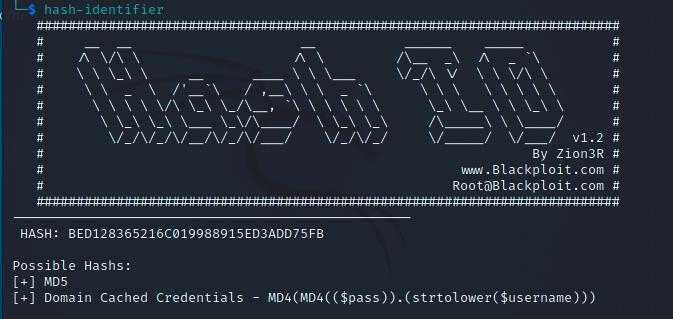 $ hash-identifier
#########################################################################
v1.2 #
By Zion3R #
www.Blackploit.com #
Root@Blackploit.com #
#########################################################################
HASH: BED128365216C019988915ED3ADD75FB
Possible Hashs:
[+] MD5
[+] Domain Cached Credentials - MD4(MD4(($pass)).(strtolower($username)))